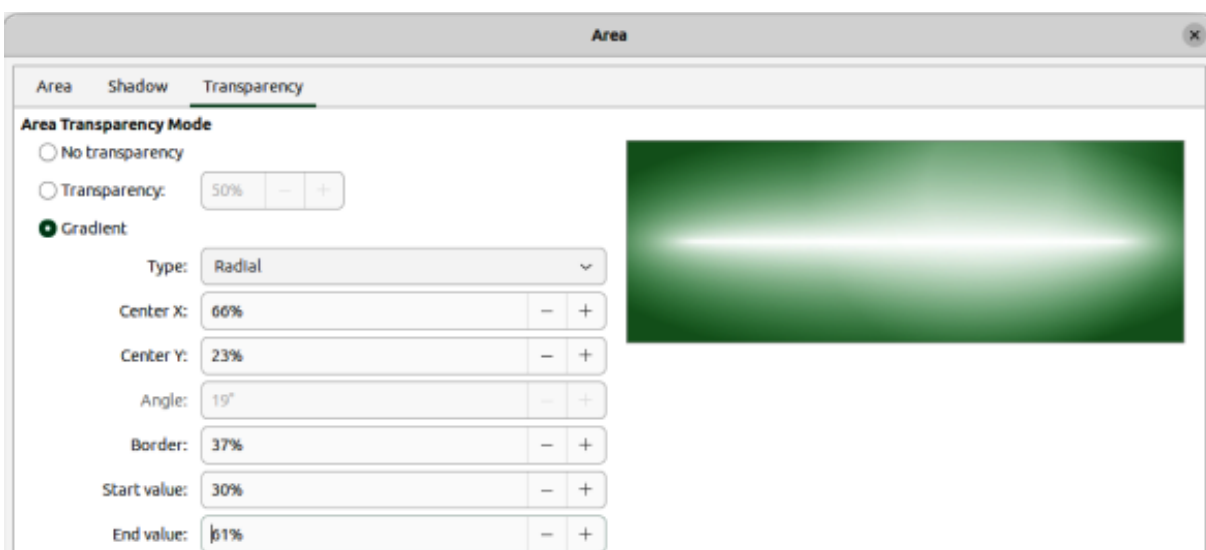 Area
Area Shadow Transparency
Area Transparency Mode
No transparency
Transparency: 50%
Gradient
Type: Radial
Center X: 66%
Center Y: 23%
Angle: 19°
Border: 37%
Start value: 30%
End value: 61%